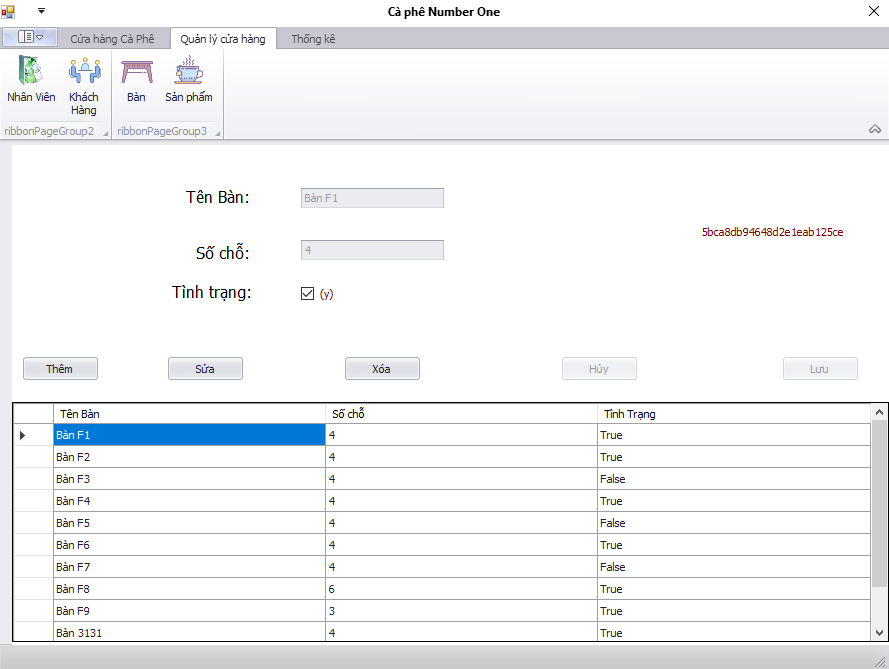 Cà phê Number One
Cửa hàng Cà Phê Quản lý cửa hàng Thống kê
Nhân Viên Khách Hàng Bàn Sản phẩm
ribbonPageGroup2 ribbonPageGroup3
Tên Bàn: Bàn F1
5bca8db94648d2e1eab125ce
Số chỗ: 4
Tình trạng: (y)
Thêm Sửa Xóa Hủy Lưu
Tên Bàn Số chỗ Tình Trạng
Bàn F1 4 True
Bàn F2 4 True
Bàn F3 4 False
Bàn F4 4 True
Bàn F5 4 False
Bàn F6 4 True
Bàn F7 4 False
Bàn F8 6 True
Bàn F9 3 True
Bàn 3131 4 True